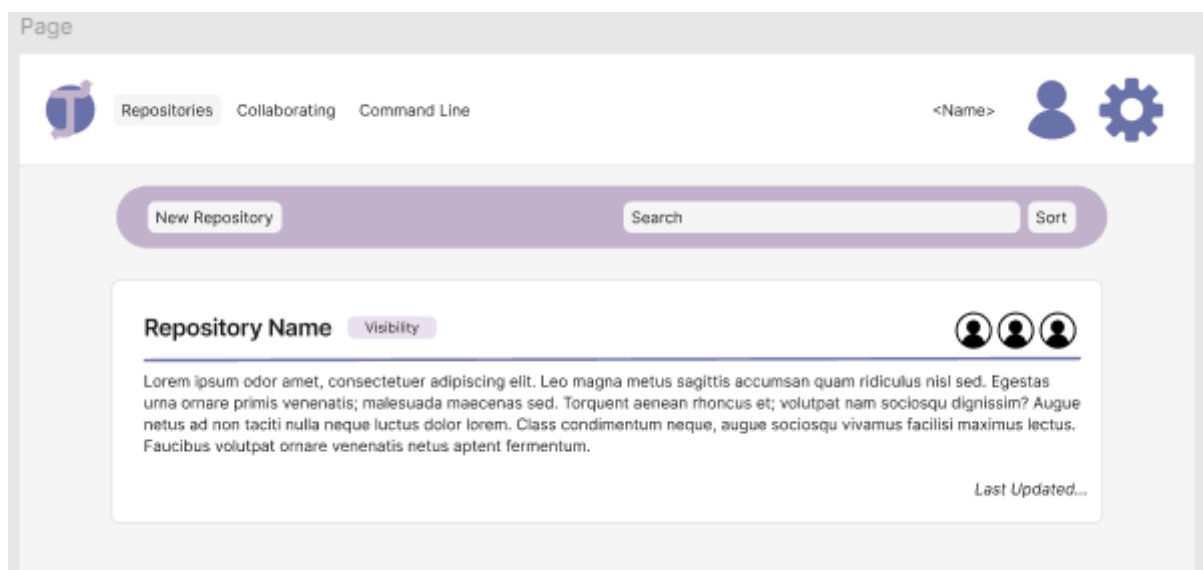 Page
Repositories Collaborating Command Line <Name>
New Repository Search Sort
Repository Name Visibility
Lorem ipsum odor amet, consectetuer adipiscing elit. Leo magna metus sagittis accumsan quam ridiculus nisl sed. Egestas
urna ornare primis venenatis; malesuada maecenas sed. Torquent aenean rhoncus et; volutpat nam sociosqu dignissim? Augue
netus ad non taciti nulla neque luctus dolor lorem. Class condimentum neque, augue sociosqu vivamus facilisi maximus lectus.
Faucibus volutpat ornare venenatis netus aptent fermentum.
Last Updated...